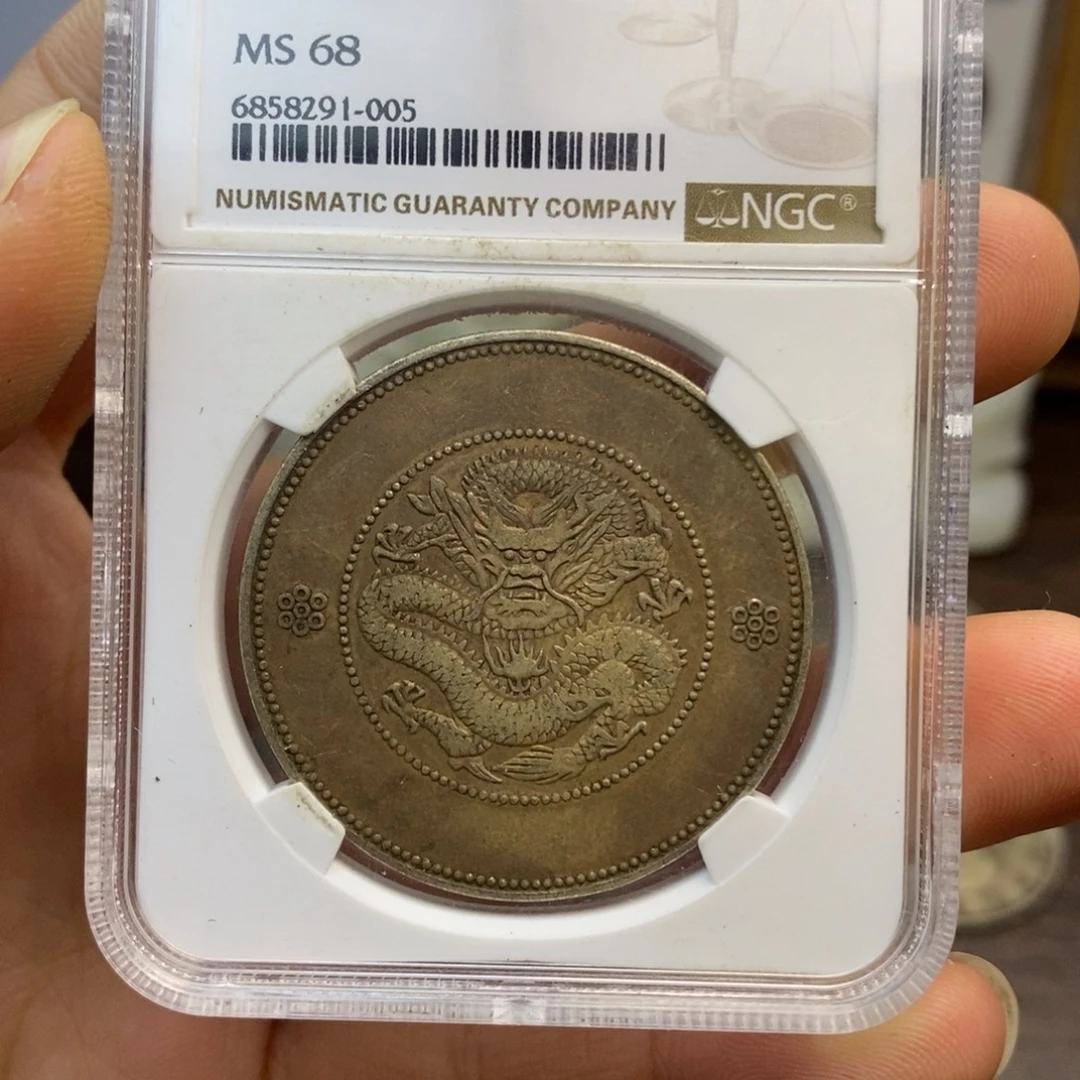 MS 68
6858291-005
NUMISMATIC GUARANTY COMPANY NGC®